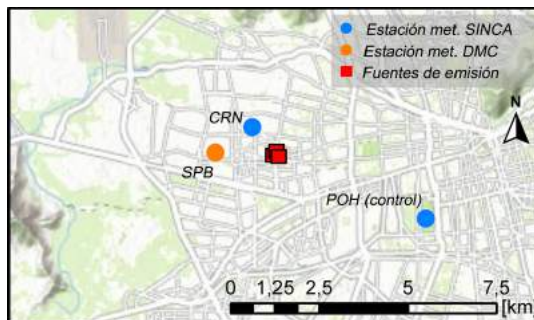 Estación met. SINCA
Estación met. DMC
Fuentes de emisión
N
CRN
SPB
POH (control)
0 1,25 2,5 5 7,5
[km]